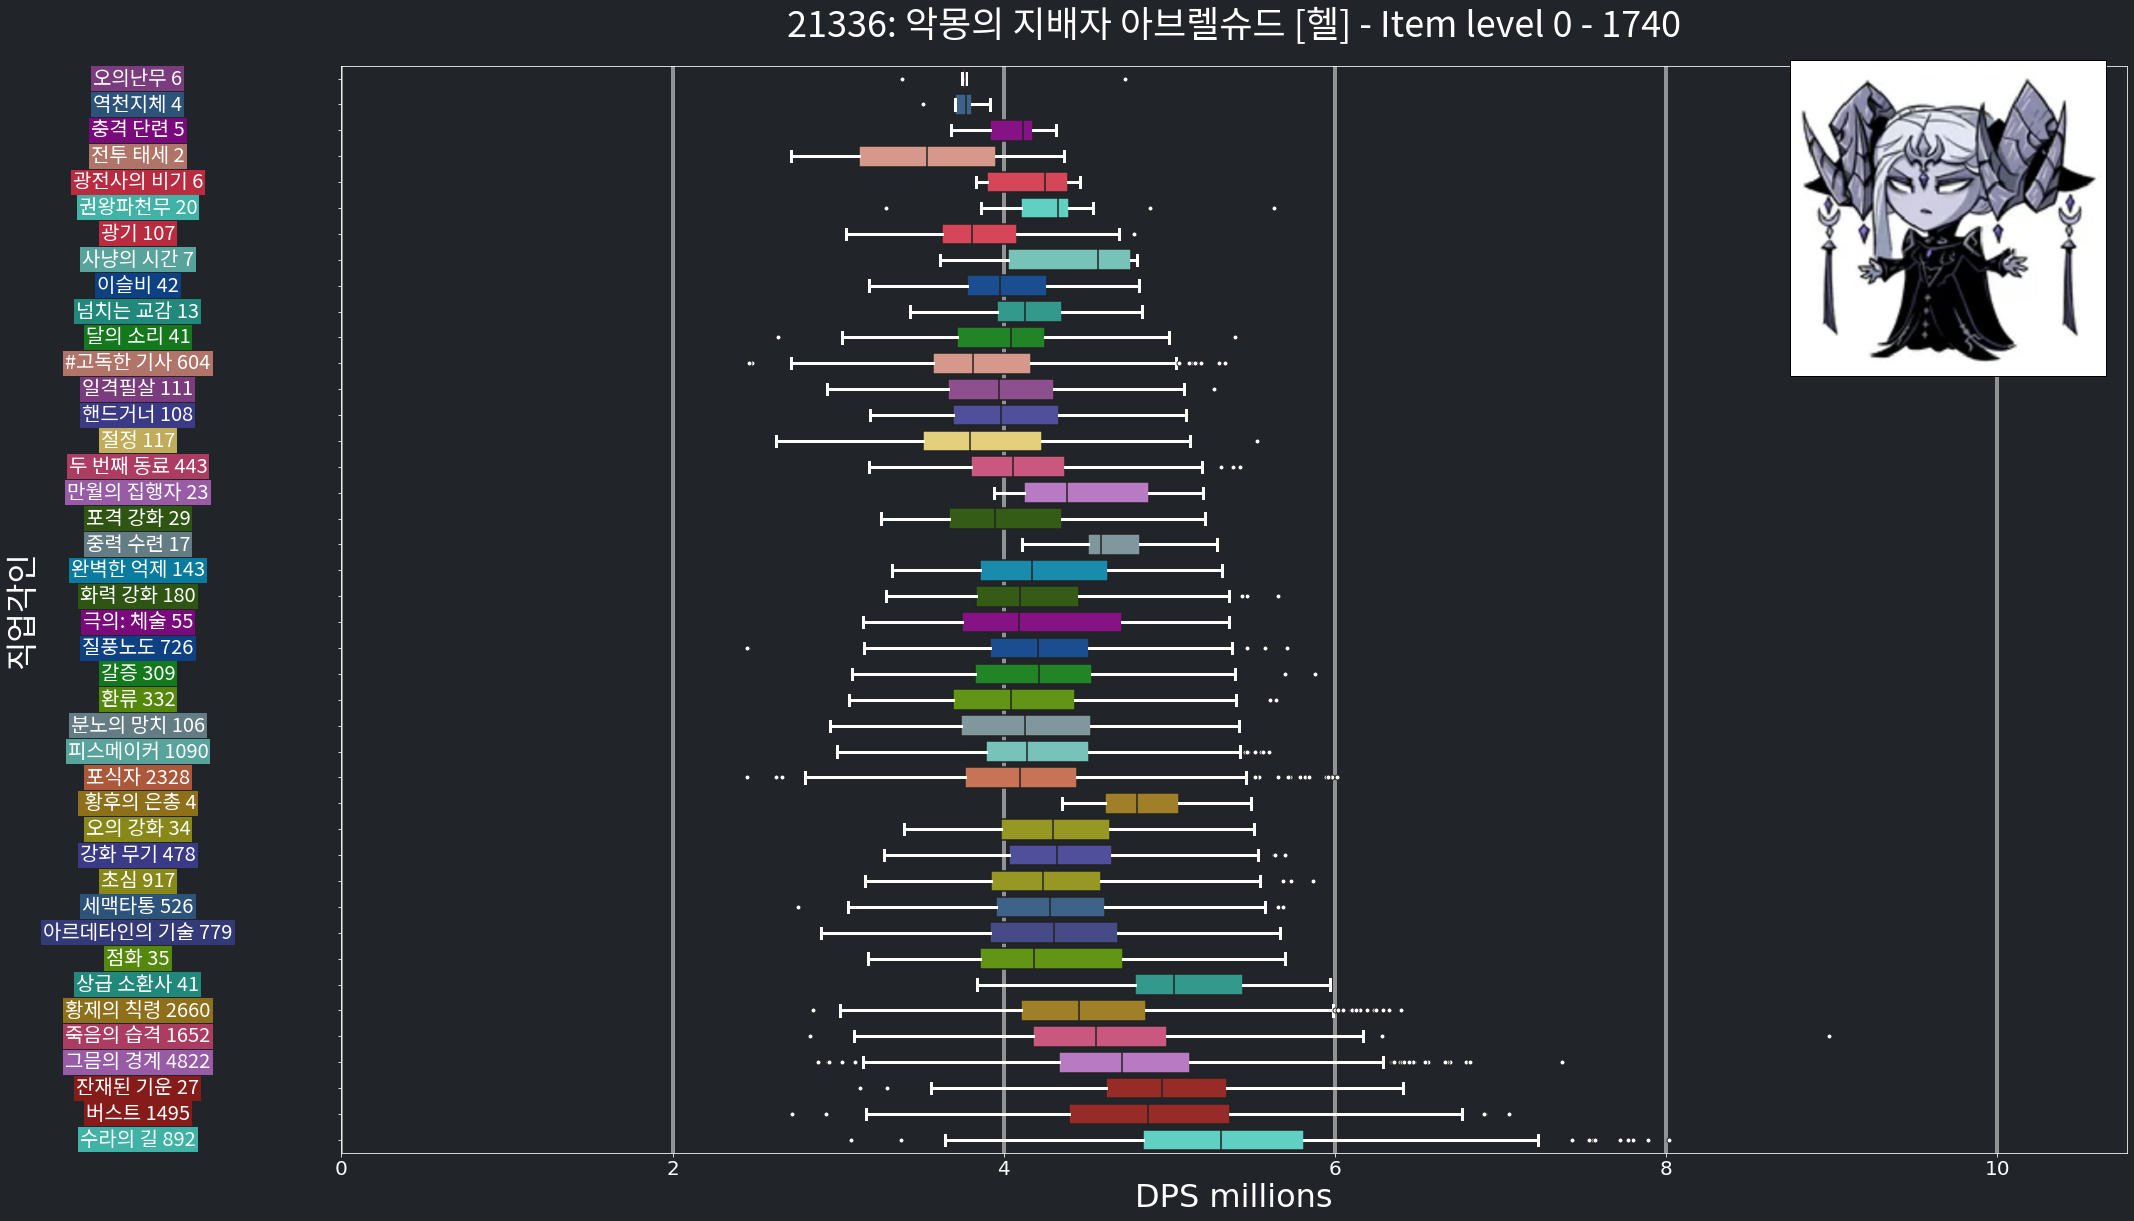 21336: 악몽의 지배자 아브렐슈드 [헬] - Item level 0 - 1740
오의난무 6
역천지체 4
충격 단련 5
전투 태세 2
광전사의 비기 6
권왕파천무 20
광기 107
사냥의 시간 7
이슬비 42
넘치는 교감 13
달의 소리 41
#고독한 기사 604
일격필살 111
핸드거너 108
절정 117
두 번째 동료 443
만월의 집행자 23
포격 강화 29
중력 수련 17
완벽한 억제 143
화력 강화 180
극의: 체술 55
질풍노도 726
갈증 309
환류 332
분노의 망치 106
피스메이커 1090
포식자 2328
황후의 은총 4
오의 강화 34
강화 무기 478
초심 917
세맥타통 526
아르데타인의 기술 779
점화 35
상급 소환사 41
황제의 칙령 2660
죽음의 습격 1652
그믐의 경계 4822
잔재된 기운 27
버스트 1495
수라의 길 892
직업각인
0 2 4 6 8 10
DPS millions